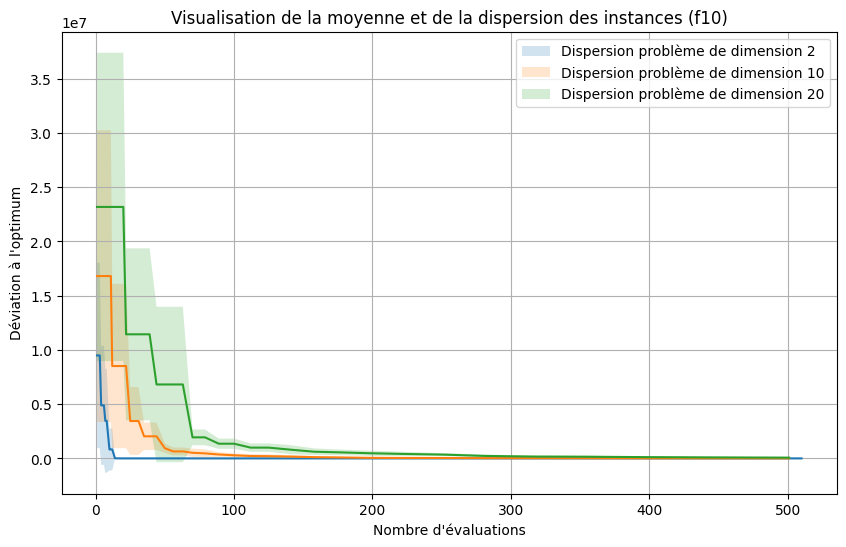 Visualisation de la moyenne et de la dispersion des instances (f10)
1e7
Dispersion problème de dimension 2
Dispersion problème de dimension 10
Dispersion problème de dimension 20
3.5
3.0
2.5
2.0
1.5
1.0
0.5
0.0
Déviation à l'optimum
0 100 200 300 400 500
Nombre d'évaluations